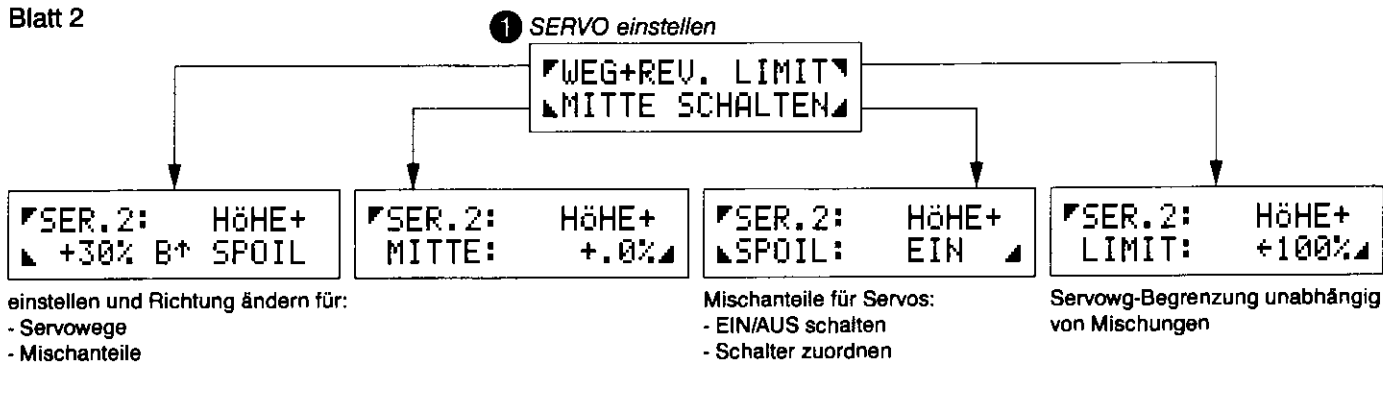 Blatt 2
1 SERVO einstellen
WEG+REV. LIMIT
MITTE SCHALTEN
SER.2: HöHE+
+30% B↑ SPOIL
einstellen und Richtung ändern für:
- Servowege
- Mischanteile
SER.2: HöHE+
MITTE: +.0%
SER.2: HöHE+
SPOIL: EIN
Mischanteile für Servos:
- EIN/AUS schalten
- Schalter zuordnen
SER.2: HöHE+
LIMIT: ←100%
Servowg-Begrenzung unabhängig
von Mischungen